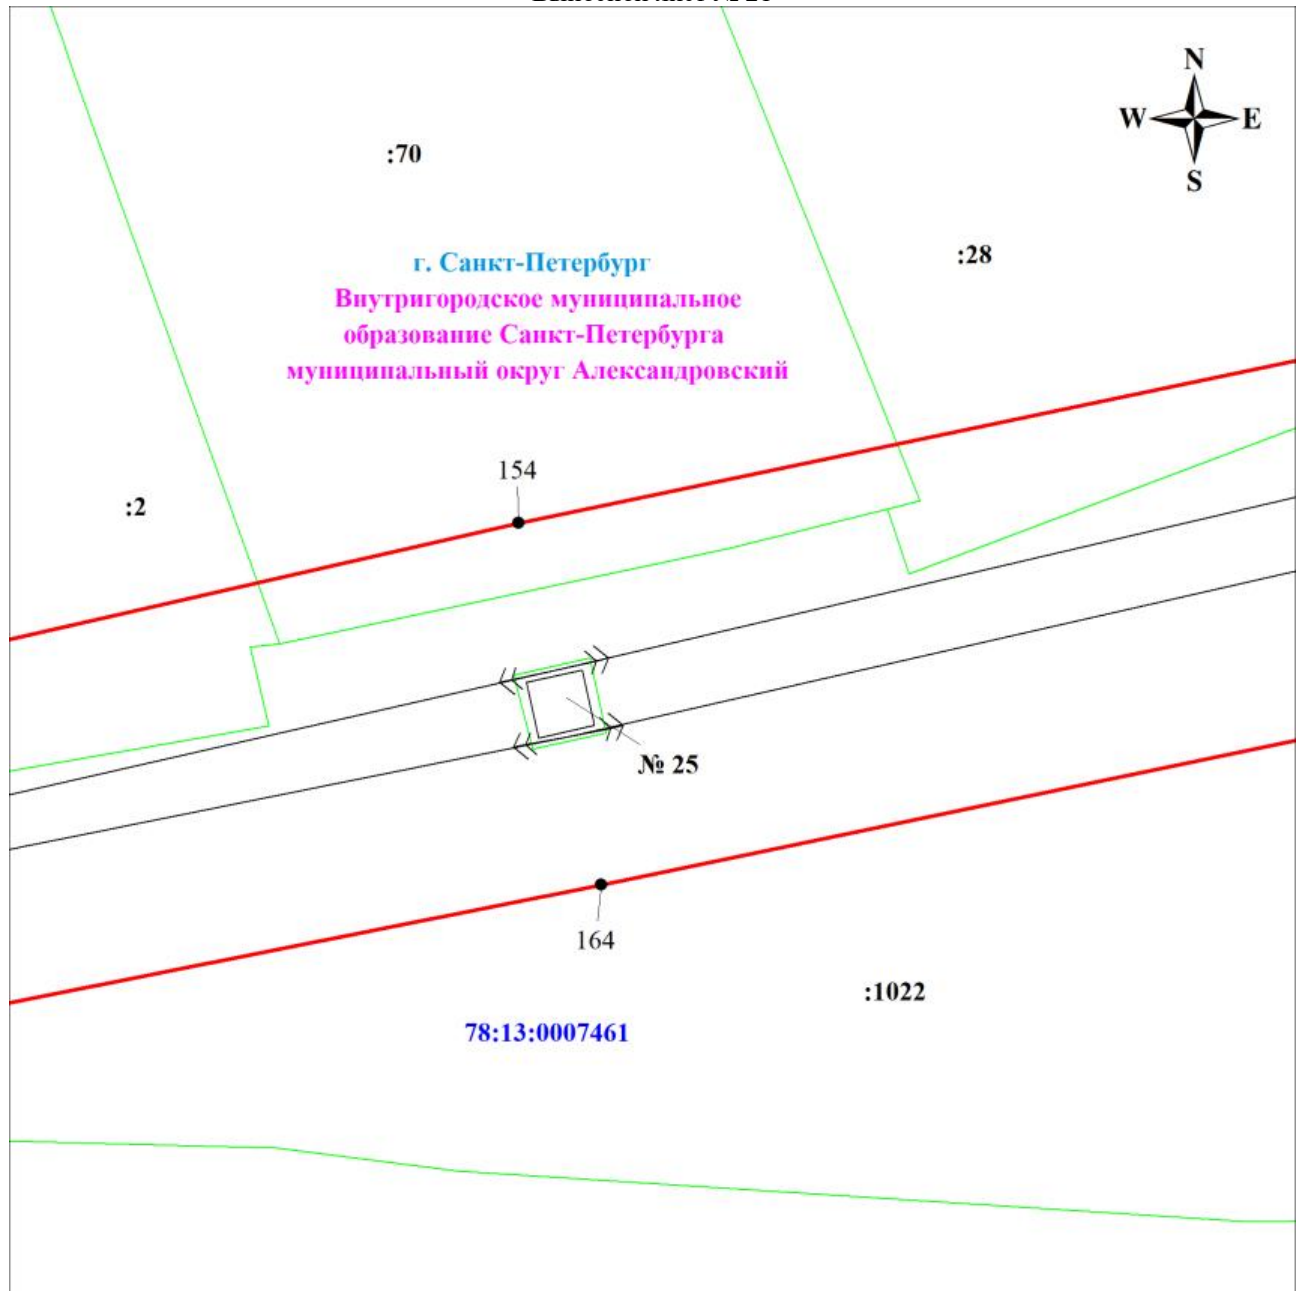 N
W E
S
:70
:28
г. Санкт-Петербург
Внутригородское муниципальное
образование Санкт-Петербурга
муниципальный округ Александровский
154
:2
№ 25
164
:1022
78:13:0007461